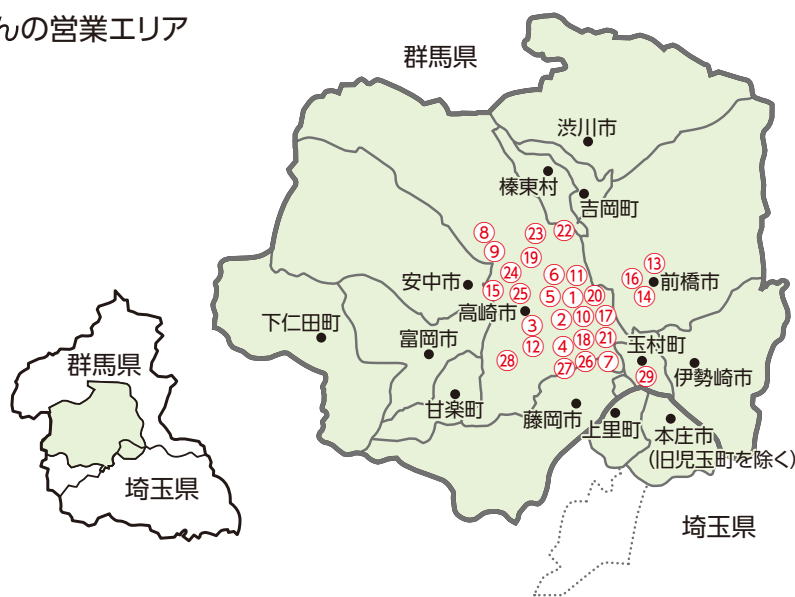 んの営業エリア
群馬県
渋川市
榛東村
吉岡町
⑧
㉓
㉒
⑨
⑲
⑬
㉔
⑥
⑪
⑯
前橋市
安中市
⑮
㉕
⑤
①
⑳
⑭
高崎市
②
⑩
⑰
下仁田町
③
富岡市
⑫
④
⑱
㉑
玉村町
㉘
㉗
㉖
⑦
㉙
伊勢崎市
甘楽町
藤岡市
上里町
本庄市
(旧児玉町を除く)
埼玉県
群馬県
埼玉県